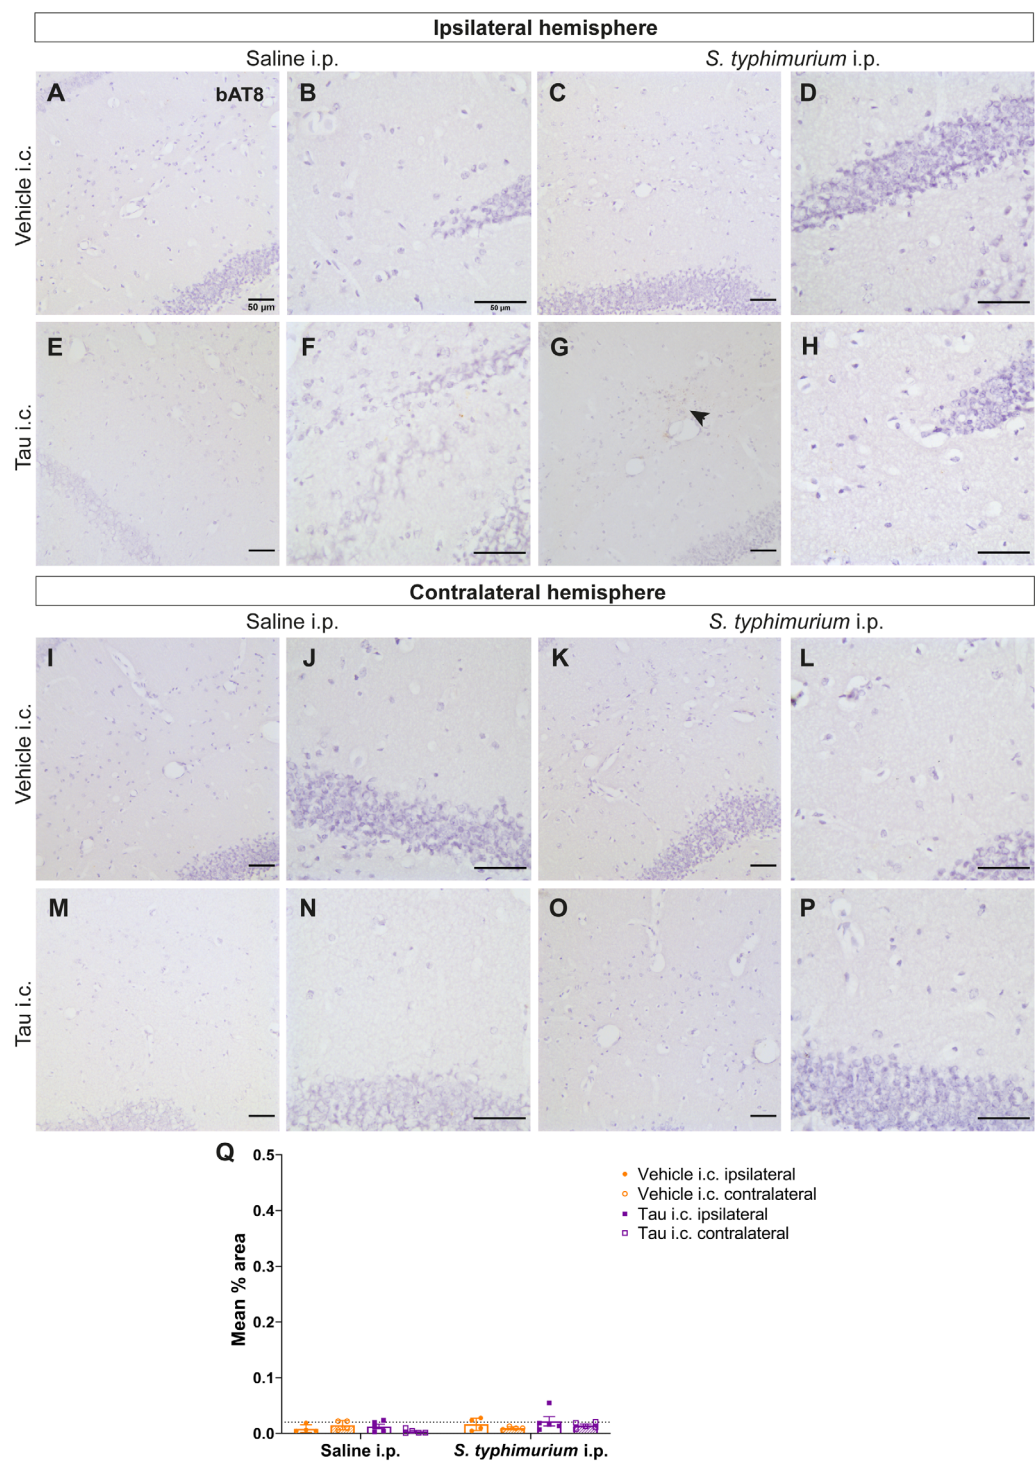 Ipsilateral hemisphere
Saline i.p.
S. typhimurium i.p.
Vehicle i.c.
A
bAT8
50 µm
B
50 µm
C
D
Tau i.c.
E
F
G
H
Contralateral hemisphere
Saline i.p.
S. typhimurium i.p.
Vehicle i.c.
I
J
K
L
Tau i.c.
M
N
O
P
Q
Mean % area
0.5
0.4
0.3
0.2
0.1
0.0
Saline i.p.
S. typhimurium i.p.
Vehicle i.c. ipsilateral
Vehicle i.c. contralateral
Tau i.c. ipsilateral
Tau i.c. contralateral